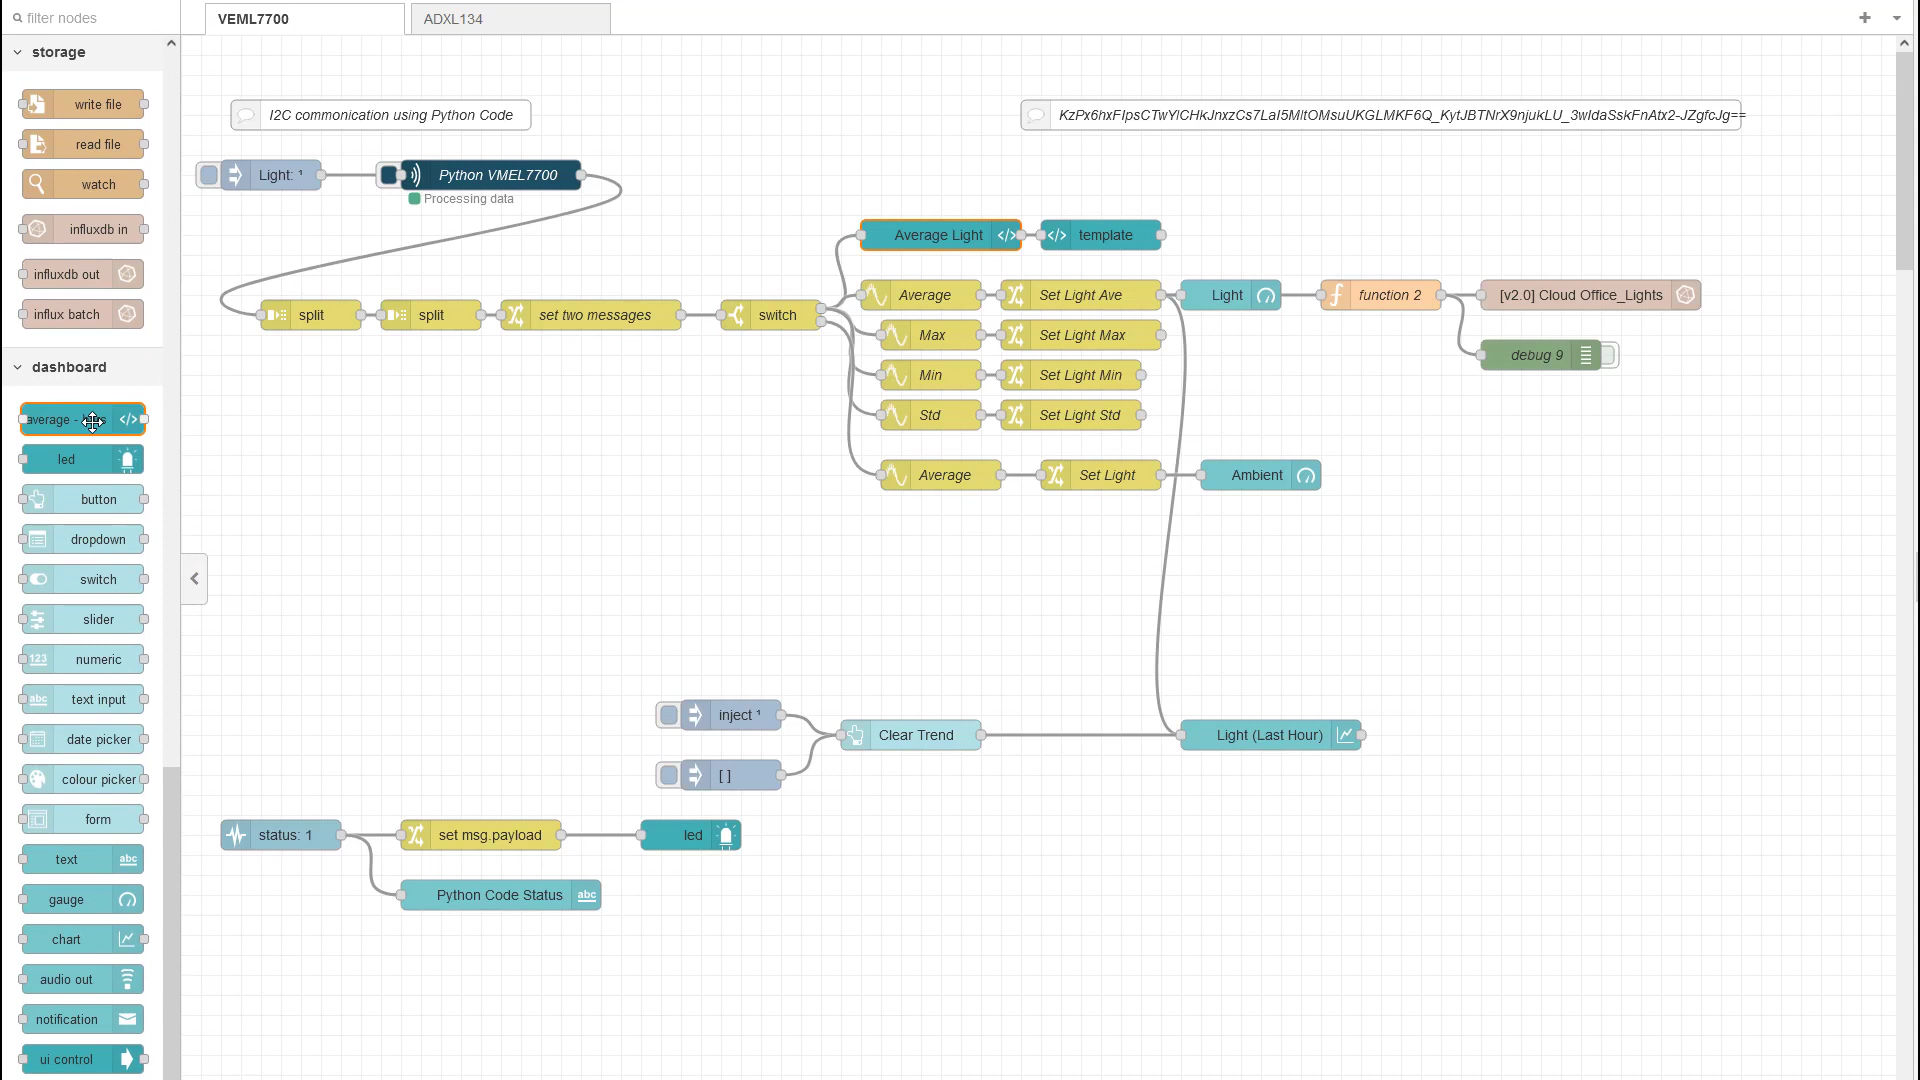 filter nodes
VEML7700
ADXL134
storage
write file
read file
watch
influxdb in
influxdb out
influx batch
dashboard
average -
led
button
dropdown
switch
slider
123 numeric
abc text input
date picker
colour picker
form
text abc
gauge
chart
audio out
notification
ui control
I2C commonication using Python Code
Light: ¹
Python VMEL7700
Processing data
Average Light </>
</> template
split
split
set two messages
switch
Average
Set Light Ave
Light
function 2
[v2.0] Cloud Office_Lights
Max
Set Light Max
debug 9
Min
Set Light Min
Std
Set Light Std
Average
Set Light
Ambient
inject ¹
Clear Trend
Light (Last Hour)
[ ]
status: 1
set msg.payload
led
Python Code Status abc